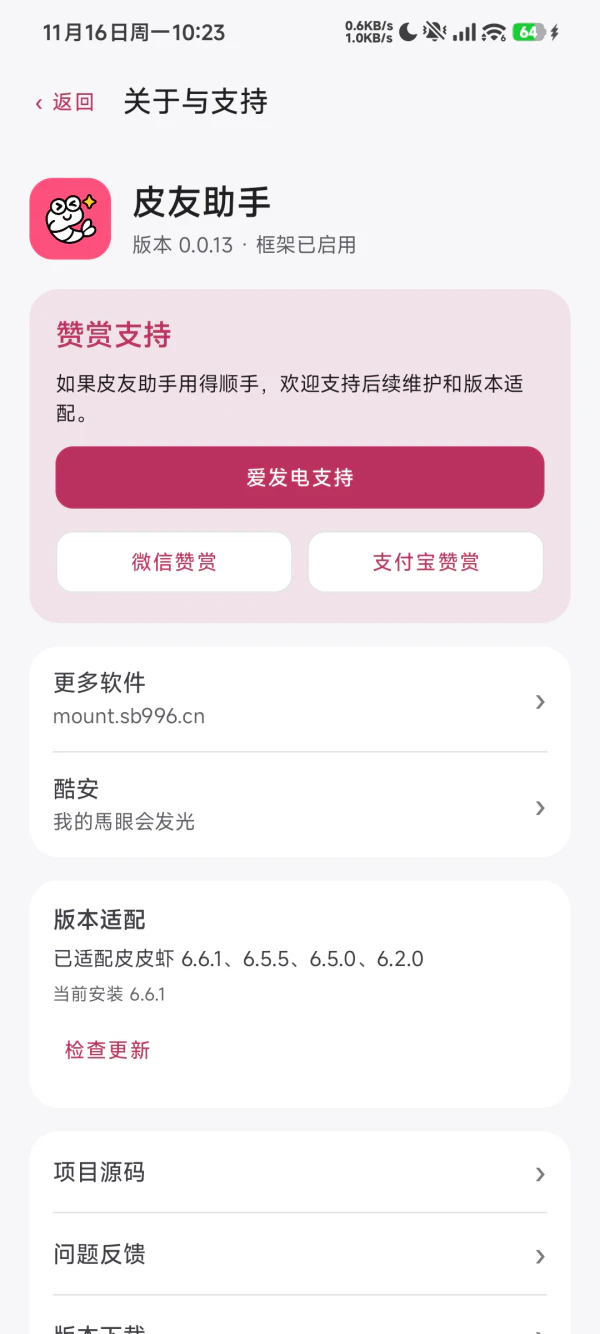 11月16日周一10:23
0.6KB/s
1.0KB/s
64
‹ 返回 关于与支持
皮友助手
版本 0.0.13 · 框架已启用
赞赏支持
如果皮友助手用得顺手，欢迎支持后续维护和版本适
配。
爱发电支持
微信赞赏 支付宝赞赏
更多软件
mount.sb996.cn
酷安
我的馬眼会发光
版本适配
已适配皮皮虾 6.6.1、6.5.5、6.5.0、6.2.0
当前安装 6.6.1
检查更新
项目源码
问题反馈
版本下载